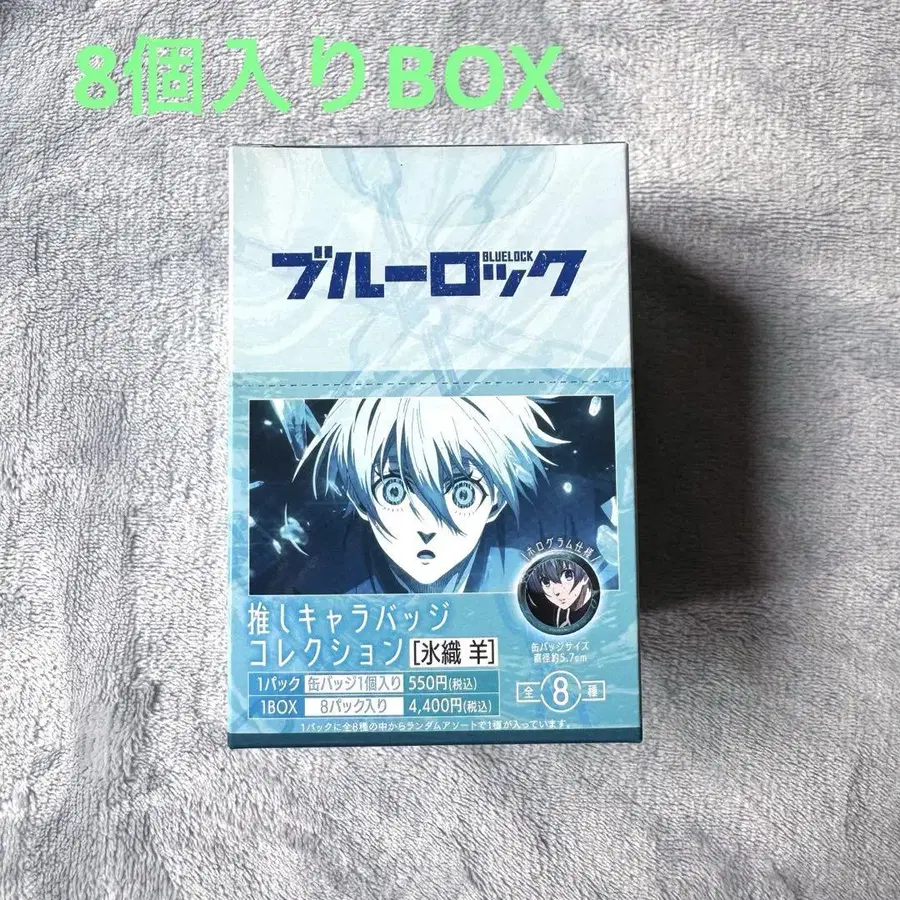 8個入りBOX
BLUELOCK
ブルーロック
\ホログラム仕様/
推しキャラバッジ
コレクション[氷織 羊]
缶バッジサイズ
直径約5.7cm
1パック 缶バッジ1個入り 550円(税込)
1BOX 8パック入り 4,400円(税込)
全8種
1パックに全8種の中からランダムアソートで1種が入っています。